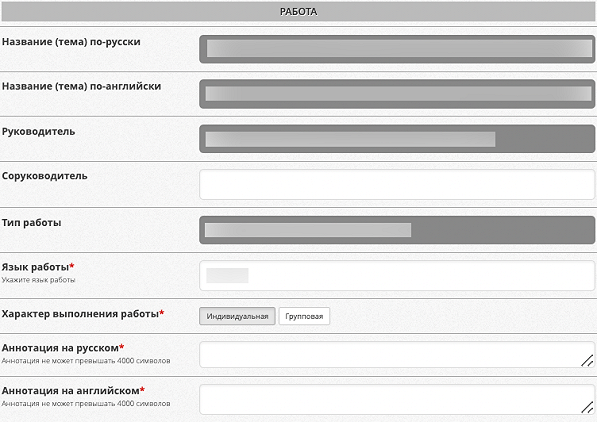 РАБОТА
Название (тема) по-русски
Название (тема) по-английски
Руководитель
Соруководитель
Тип работы
Язык работы*
Укажите язык работы
Характер выполнения работы*
Индивидуальная Групповая
Аннотация на русском*
Аннотация не может превышать 4000 символов
Аннотация на английском*
Аннотация не может превышать 4000 символов